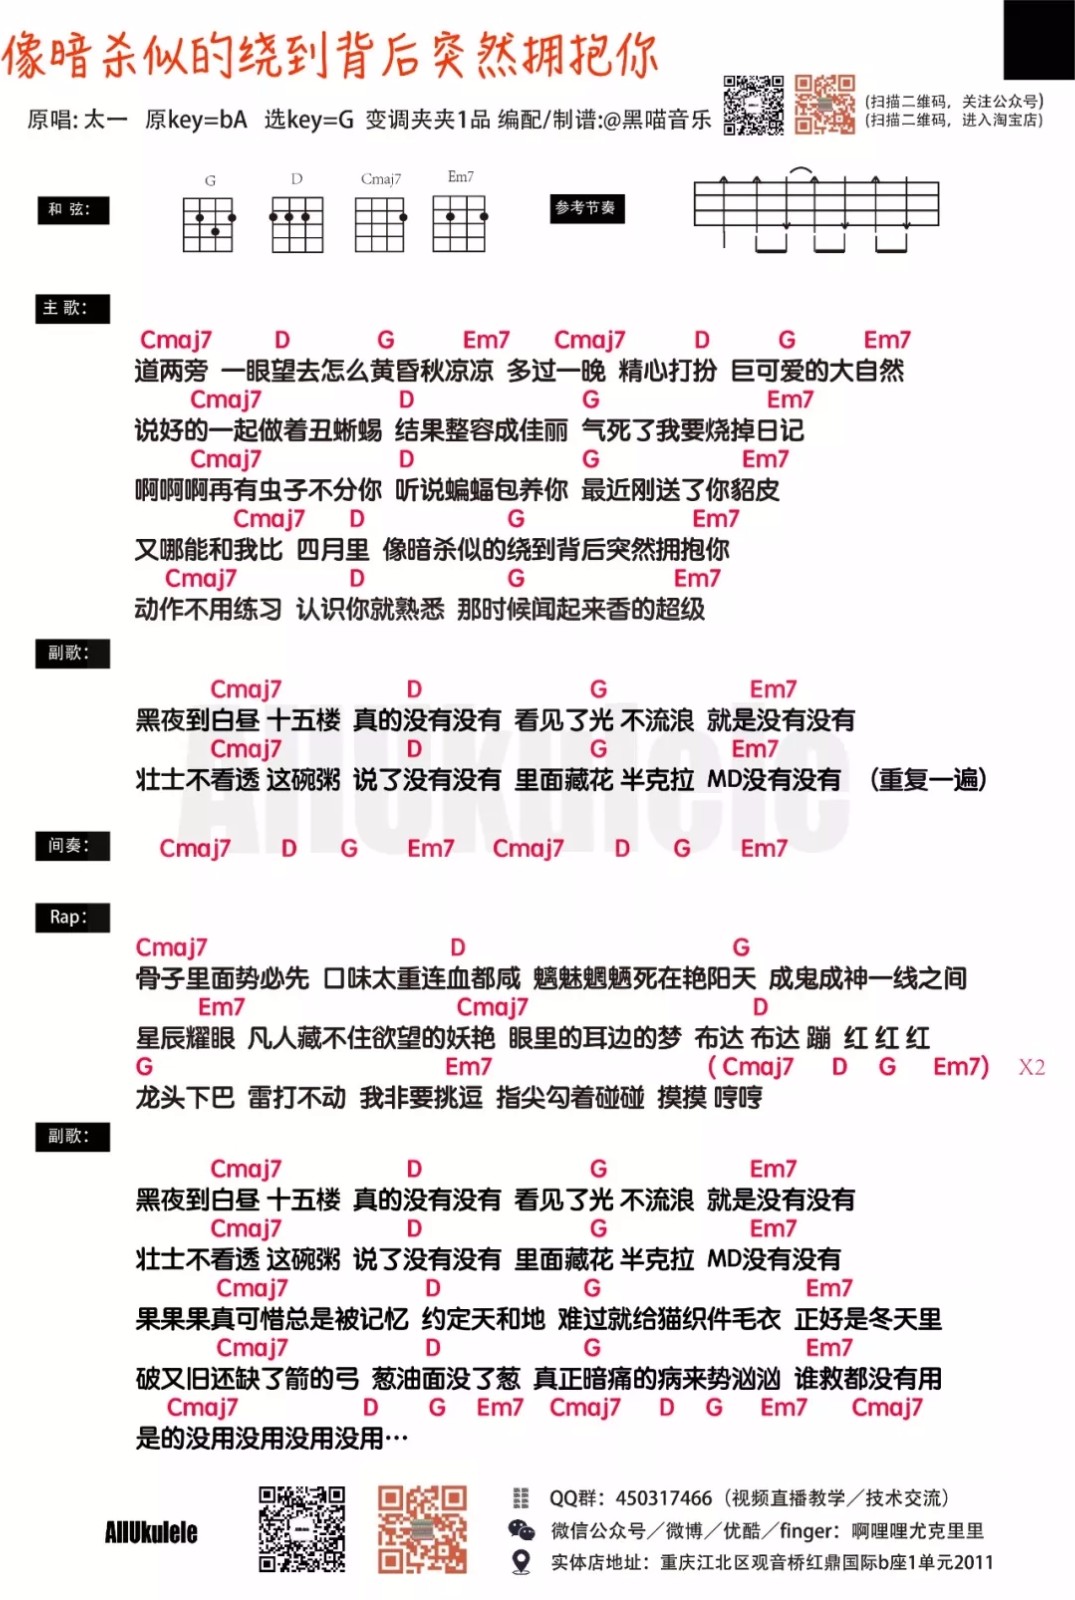 像暗杀似的绕到背后突然拥抱你
原唱:太一 原key=bA 选key=G 变调夹夹1品 编配/制谱:@黑喵音乐
(扫描二维码，关注公众号)
(扫描二维码，进入淘宝店)
和 弦： G D Cmaj7 Em7 参考节奏
主 歌：
Cmaj7 D G Em7 Cmaj7 D G Em7
道两旁 一眼望去怎么黄昏秋凉凉 多过一晚 精心打扮 巨可爱的大自然
Cmaj7 D G Em7
说好的一起做着丑蜥蜴 结果整容成佳丽 气死了我要烧掉日记
Cmaj7 D G Em7
啊啊啊再有虫子不分你 听说蝙蝠包养你 最近刚送了你貂皮
Cmaj7 D G Em7
又哪能和我比 四月里 像暗杀似的绕到背后突然拥抱你
Cmaj7 D G Em7
动作不用练习 认识你就熟悉 那时候闻起来香的超级
副歌：
Cmaj7 D G Em7
黑夜到白昼 十五楼 真的没有没有 看见了光 不流浪 就是没有没有
Cmaj7 D G Em7
壮士不看透 这碗粥 说了没有没有 里面藏花 半克拉 MD没有没有 （重复一遍）
间奏： Cmaj7 D G Em7 Cmaj7 D G Em7
Rap：
Cmaj7 D G
骨子里面势必先 口味太重连血都咸 魑魅魍魉死在艳阳天 成鬼成神一线之间
Em7 Cmaj7 D
星辰耀眼 凡人藏不住欲望的妖艳 眼里的耳边的梦 布达 布达 蹦 红 红 红
G Em7 ( Cmaj7 D G Em7) X2
龙头下巴 雷打不动 我非要挑逗 指尖勾着碰碰 摸摸 哼哼
副歌：
Cmaj7 D G Em7
黑夜到白昼 十五楼 真的没有没有 看见了光 不流浪 就是没有没有
Cmaj7 D G Em7
壮士不看透 这碗粥 说了没有没有 里面藏花 半克拉 MD没有没有
Cmaj7 D G Em7
果果果真可惜总是被记忆 约定天和地 难过就给猫织件毛衣 正好是冬天里
Cmaj7 D G Em7
破又旧还缺了箭的弓 葱油面没了葱 真正暗痛的病来势汹汹 谁救都没有用
Cmaj7 D G Em7 Cmaj7 D G Em7 Cmaj7
是的没用没用没用没用…
AllUkulele
QQ群：450317466（视频直播教学／技术交流）
微信公众号／微博／优酷／finger：啊哩哩尤克里里
实体店地址：重庆江北区观音桥红鼎国际b座1单元2011
AllUkulele